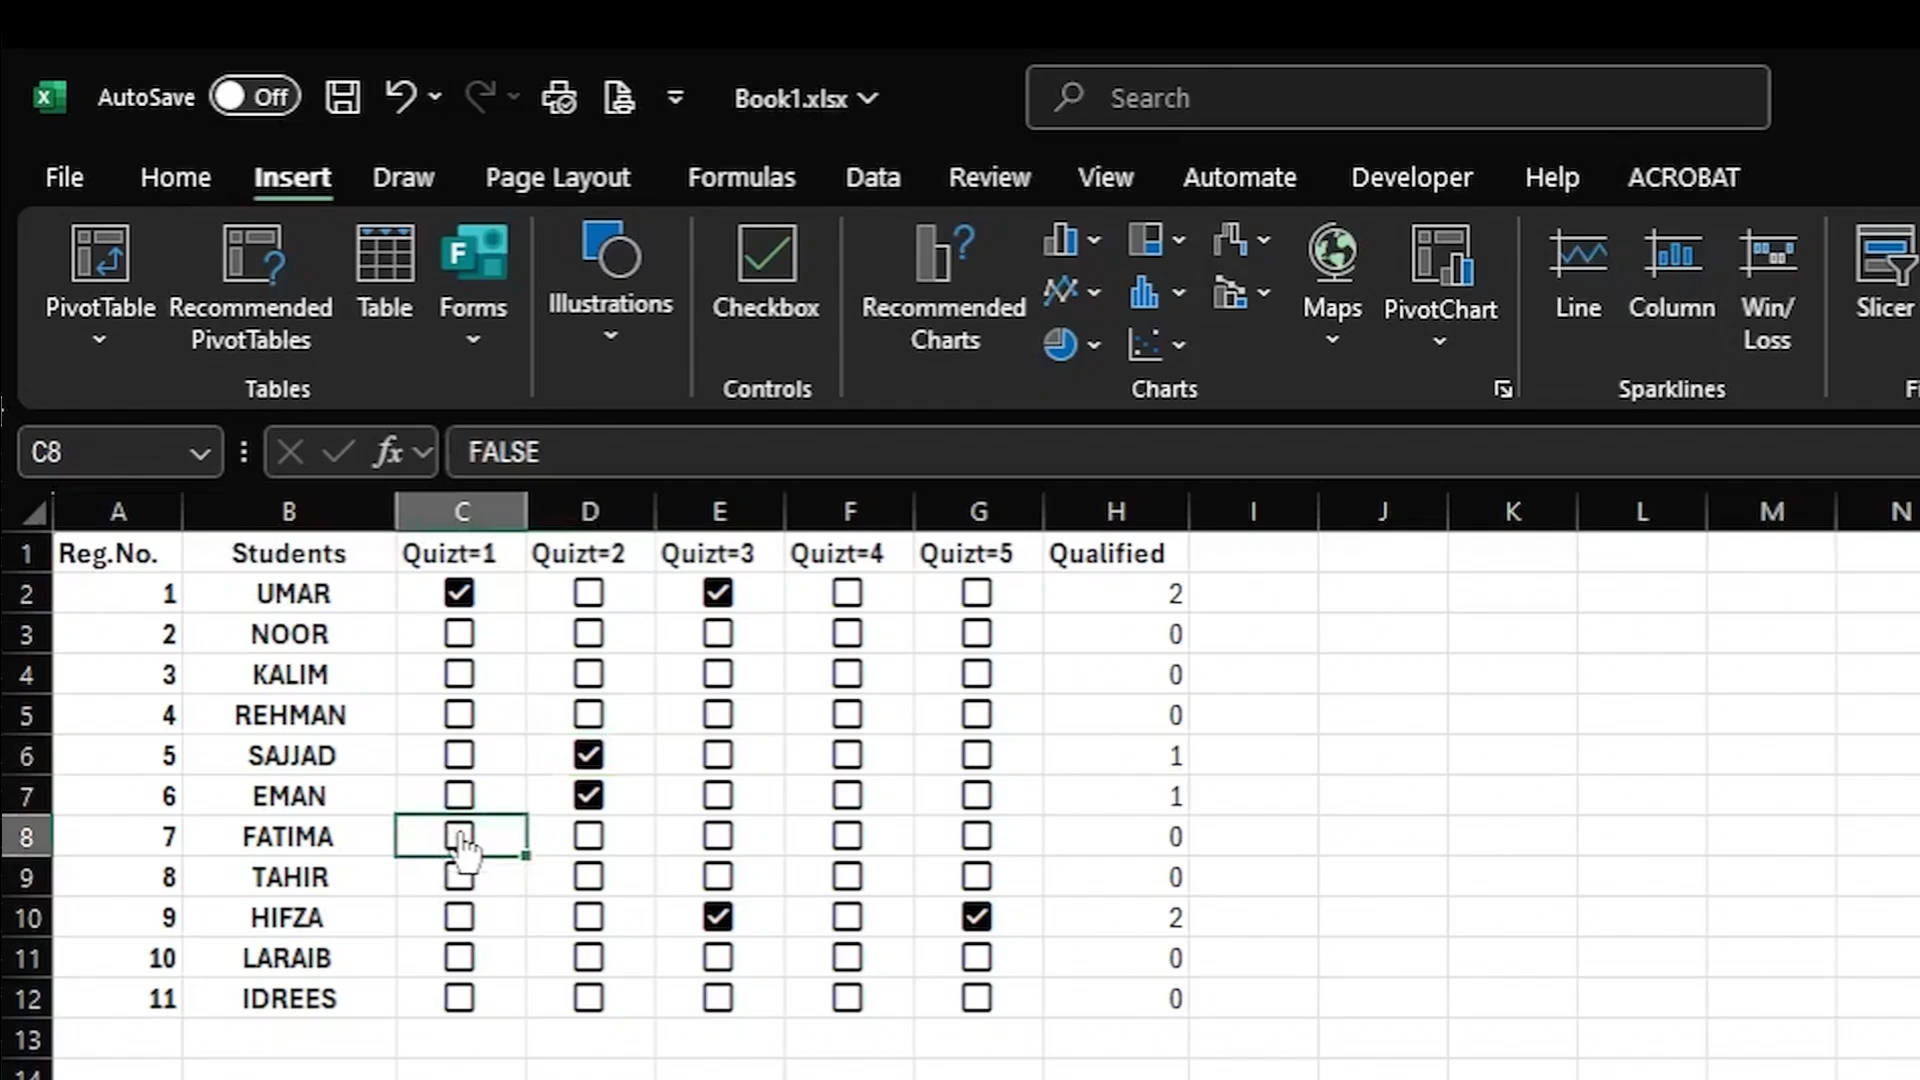 AutoSave Off Book1.xlsx Search
File Home Insert Draw Page Layout Formulas Data Review View Automate Developer Help ACROBAT
PivotTable Recommended PivotTables Table Forms Illustrations Checkbox Recommended Charts Maps PivotChart Line Column Win/ Loss Slicer
Tables Controls Charts Sparklines
C8 fx FALSE
A B C D E F G H I J K L M N
1 Reg.No. Students Quizt=1 Quizt=2 Quizt=3 Quizt=4 Quizt=5 Qualified
2 1 UMAR 2
3 2 NOOR 0
4 3 KALIM 0
5 4 REHMAN 0
6 5 SAJJAD 1
7 6 EMAN 1
8 7 FATIMA 0
9 8 TAHIR 0
10 9 HIFZA 2
11 10 LARAIB 0
12 11 IDREES 0
13
14